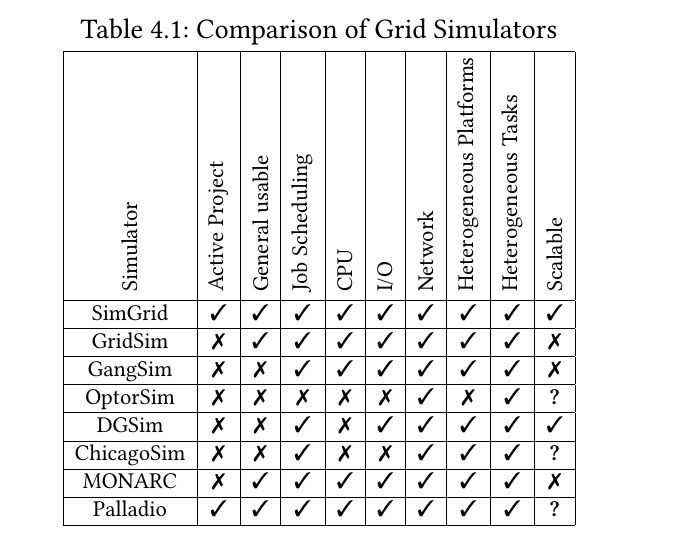 Table 4.1: Comparison of Grid Simulators
Simulator Active Project General usable Job Scheduling CPU I/O Network Heterogeneous Platforms Heterogeneous Tasks Scalable
SimGrid ✓ ✓ ✓ ✓ ✓ ✓ ✓ ✓ ✓
GridSim ✗ ✓ ✓ ✓ ✓ ✓ ✓ ✓ ✗
GangSim ✗ ✗ ✓ ✓ ✓ ✓ ✓ ✓ ✗
OptorSim ✗ ✗ ✗ ✗ ✗ ✓ ✗ ✓ ?
DGSim ✗ ✗ ✓ ✗ ✓ ✓ ✓ ✓ ✓
ChicagoSim ✗ ✗ ✓ ✗ ✗ ✓ ✓ ✓ ?
MONARC ✗ ✓ ✓ ✓ ✓ ✓ ✓ ✓ ✗
Palladio ✓ ✓ ✓ ✓ ✓ ✓ ✓ ✓ ?